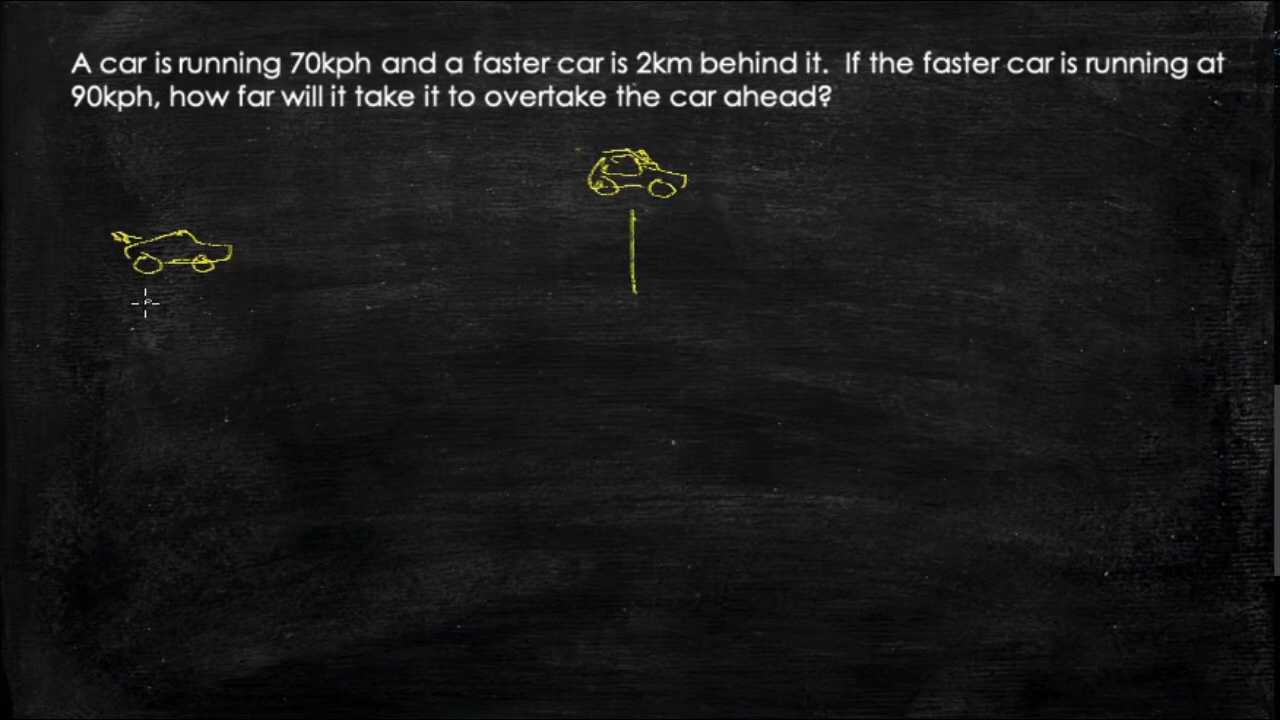 A car is running 70kph and a faster car is 2km behind it. If the faster car is running at
90kph, how far will it take it to overtake the car ahead?